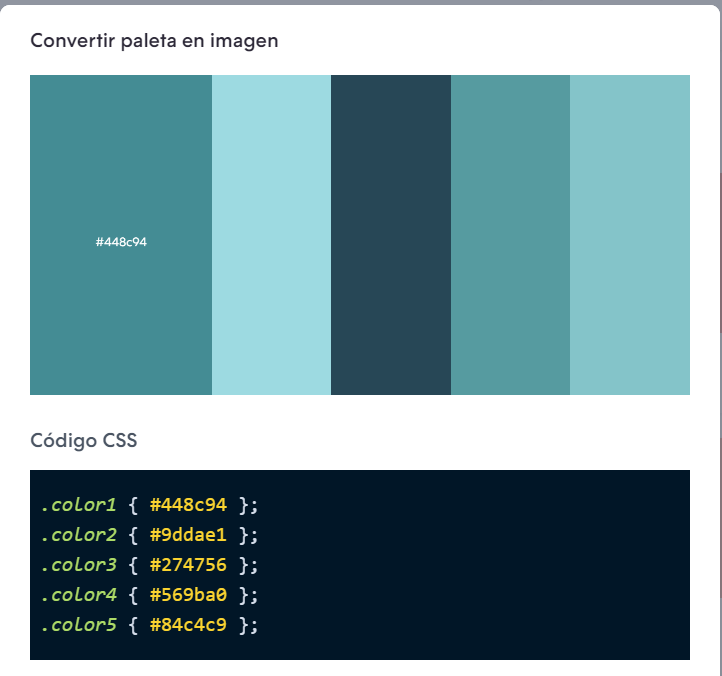 Convertir paleta en imagen
#448c94
Código CSS
.color1 { #448c94 };
.color2 { #9ddae1 };
.color3 { #274756 };
.color4 { #569ba0 };
.color5 { #84c4c9 };